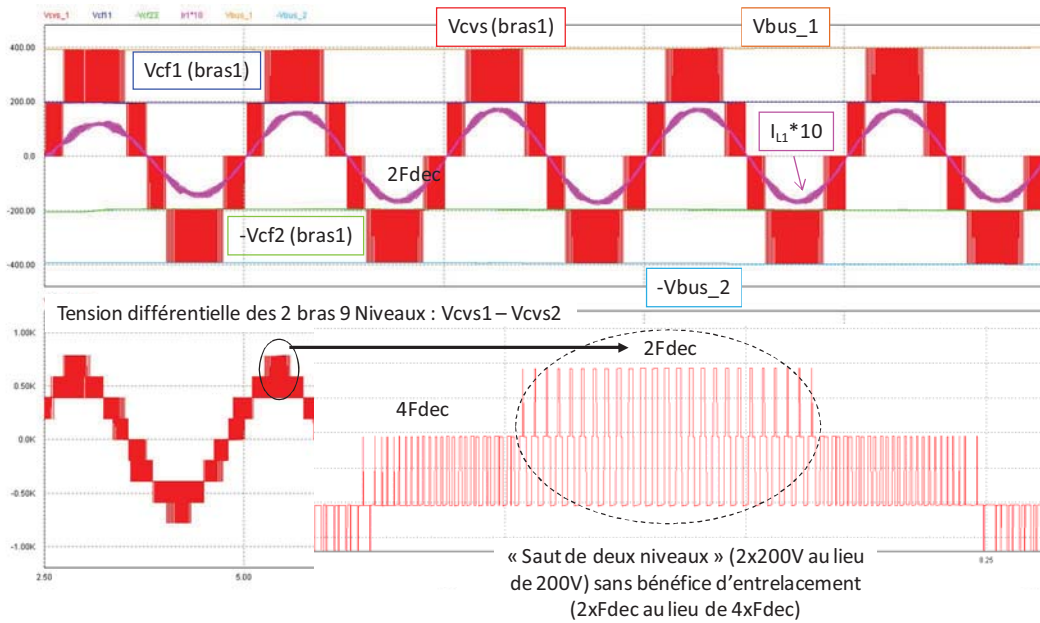 Vcvs_1 Vcf11 -Vcf23 Ir1*10 Vbus_1 -Vbus_2
Vcvs (bras1)
Vbus_1
400.00
Vcf1 (bras1)
200.00
I_L1*10
0.0
2Fdec
-200.00
-Vcf2 (bras1)
-400.00
-Vbus_2
Tension différentielle des 2 bras 9 Niveaux : Vcvs1 – Vcvs2
1.00K
2Fdec
0.50K
4Fdec
0.0K
-0.50K
-1.00K
2.50
5.00
6.25
« Saut de deux niveaux » (2x200V au lieu
de 200V) sans bénéfice d'entrelacement
(2xFdec au lieu de 4xFdec)